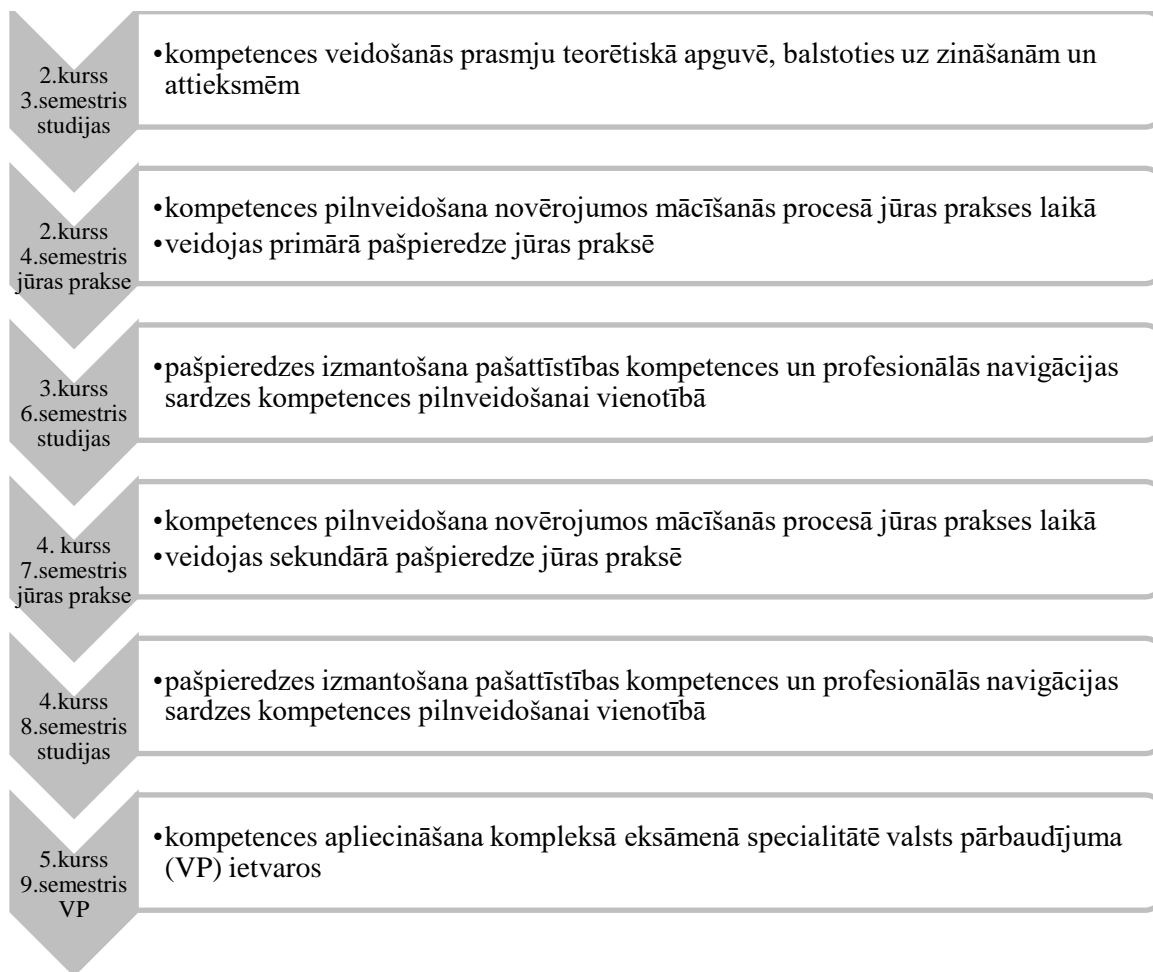 2.kurss
3.semestris
studijas
•kompetences veidošanās prasmju teorētiskā apguvē, balstoties uz zināšanām un
attieksmēm
2.kurss
4.semestris
jūras prakse
•kompetences pilnveidošana novērojumos mācīšanās procesā jūras prakses laikā
•veidojas primārā pašpieredze jūras praksē
3.kurss
6.semestris
studijas
•pašpieredzes izmantošana pašattīstības kompetences un profesionālās navigācijas
sardzes kompetences pilnveidošanai vienotībā
4. kurss
7.semestris
jūras prakse
•kompetences pilnveidošana novērojumos mācīšanās procesā jūras prakses laikā
•veidojas sekundārā pašpieredze jūras praksē
4.kurss
8.semestris
studijas
•pašpieredzes izmantošana pašattīstības kompetences un profesionālās navigācijas
sardzes kompetences pilnveidošanai vienotībā
5.kurss
9.semestris
VP
•kompetences apliecināšana kompleksā eksāmenā specialitātē valsts pārbaudījuma
(VP) ietvaros